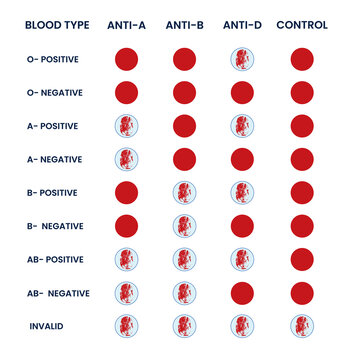 BLOOD TYPE ANTI-A ANTI-B ANTI-D CONTROL
O- POSITIVE
O- NEGATIVE
A- POSITIVE
A- NEGATIVE
B- POSITIVE
B- NEGATIVE
AB- POSITIVE
AB- NEGATIVE
INVALID